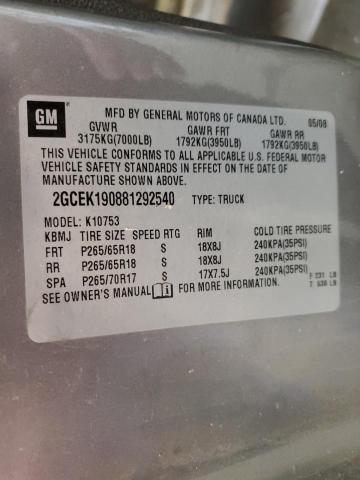 GM MFD BY GENERAL MOTORS OF CANADA LTD. 05/08
GVWR GAWR FRT GAWR RR
3175KG(7000LB) 1792KG(3950LB) 1792KG(3950LB)
THIS VEHICLE CONFORMS TO ALL APPLICABLE U.S. FEDERAL MOTOR
VEHICLE SAFETY STANDARDS IN EFFECT ON THE DATE OF
MANUFACTURE SHOWN ABOVE.
2GCEK190881292540 TYPE: TRUCK
MODEL: K10753
KBMJ TIRE SIZE SPEED RTG RIM COLD TIRE PRESSURE
FRT P265/65R18 S 18X8J 240KPA(35PSI)
RR P265/65R18 S 18X8J 240KPA(35PSI)
SPA P265/70R17 S 17X7.5J 240KPA(35PSI)
SEE OWNER'S MANUAL FOR MORE INFORMATION.